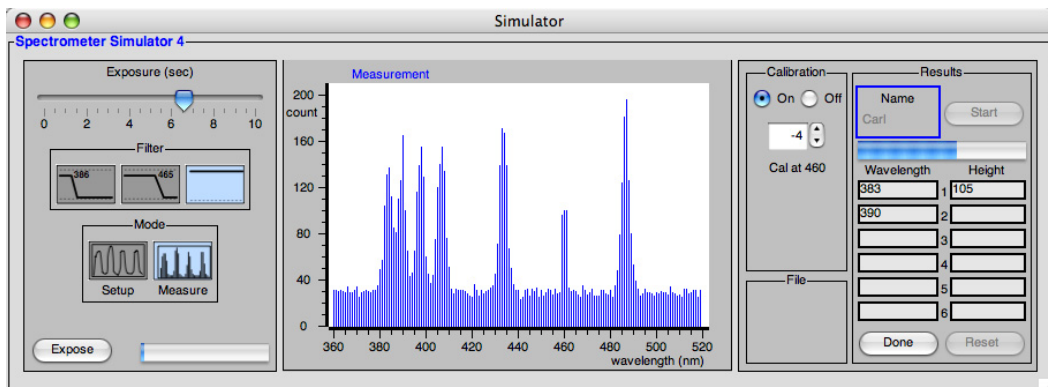 Simulator
Spectrometer Simulator 4
Exposure (sec)
0 2 4 6 8 10
Filter
386 465
Mode
Setup Measure
Expose
Measurement
200
count
160
120
80
40
0
360 380 400 420 440 460 480 500 520
wavelength (nm)
Calibration
On Off
-4
Cal at 460
File
Results
Name
Carl
Start
Wavelength Height
383 1 105
390 2
3
4
5
6
Done Reset